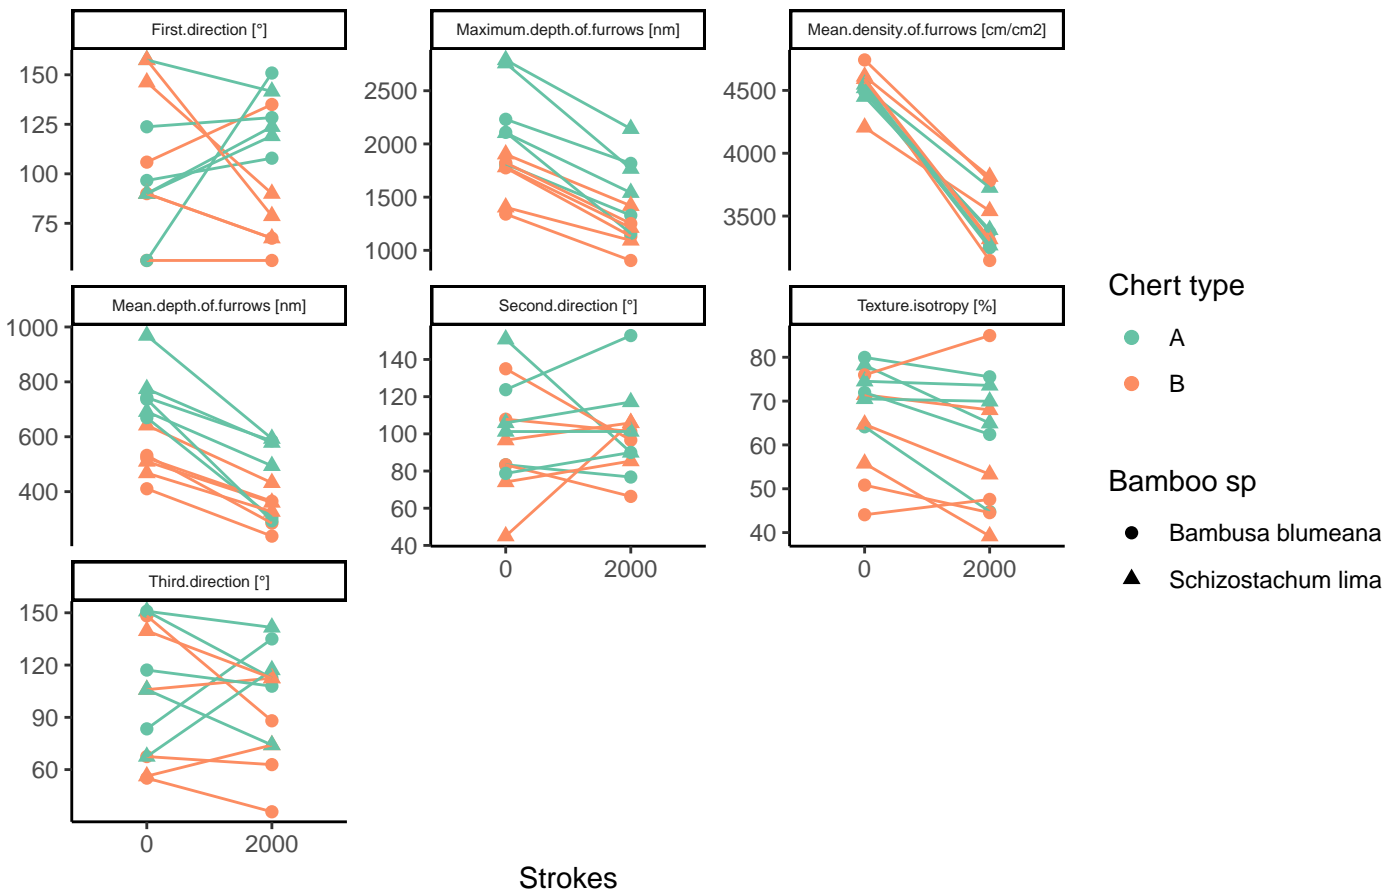 First.direction [°]
Maximum.depth.of.furrows [nm]
Mean.density.of.furrows [cm/cm2]
150
125
100
75
2500
2000
1500
1000
4500
4000
3500
Mean.depth.of.furrows [nm]
Second.direction [°]
Texture.isotropy [%]
1000
800
600
400
140
120
100
80
60
40
80
70
60
50
40
0
2000
0
2000
Third.direction [°]
150
120
90
60
0
2000
Strokes
Chert type
A
B
Bamboo sp
Bambusa blumeana
Schizostachum lima